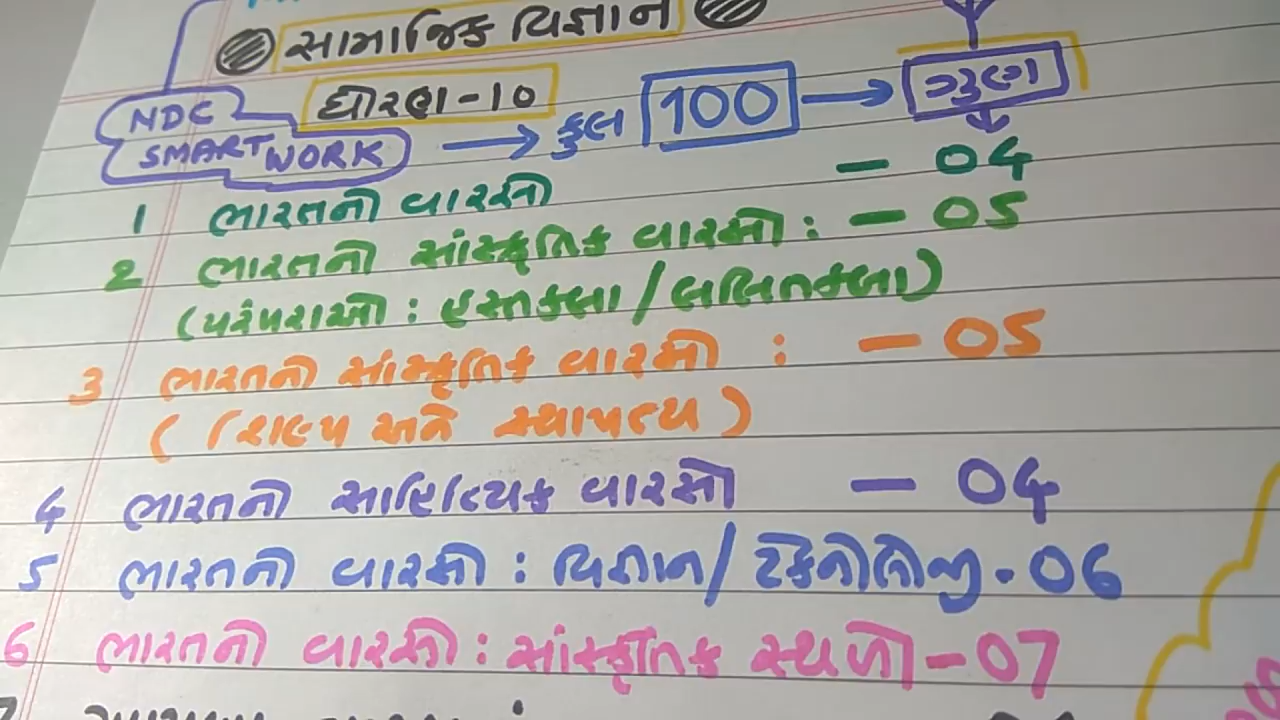 સામાજિક વિજ્ઞાન
ધોરણ-10
NDC
SMART WORK → કુલ 100 → ગુણ
1 ભારતનો વારસો - 04
2 ભારતનો સાંસ્કૃતિક વારસો : - 05
(પરંપરાઓ : હસ્તકલા / લલિતકલા)
3 ભારતનો સાંસ્કૃતિક વારસો : - 05
( શિલ્પ અને સ્થાપત્ય )
4 ભારતનો સાહિત્યિક વારસો - 04
5 ભારતનો વારસો : વિજ્ઞાન / ટેકનોલોજી - 06
6 ભારતનો વારસો : સાંસ્કૃતિક સ્થળો - 07